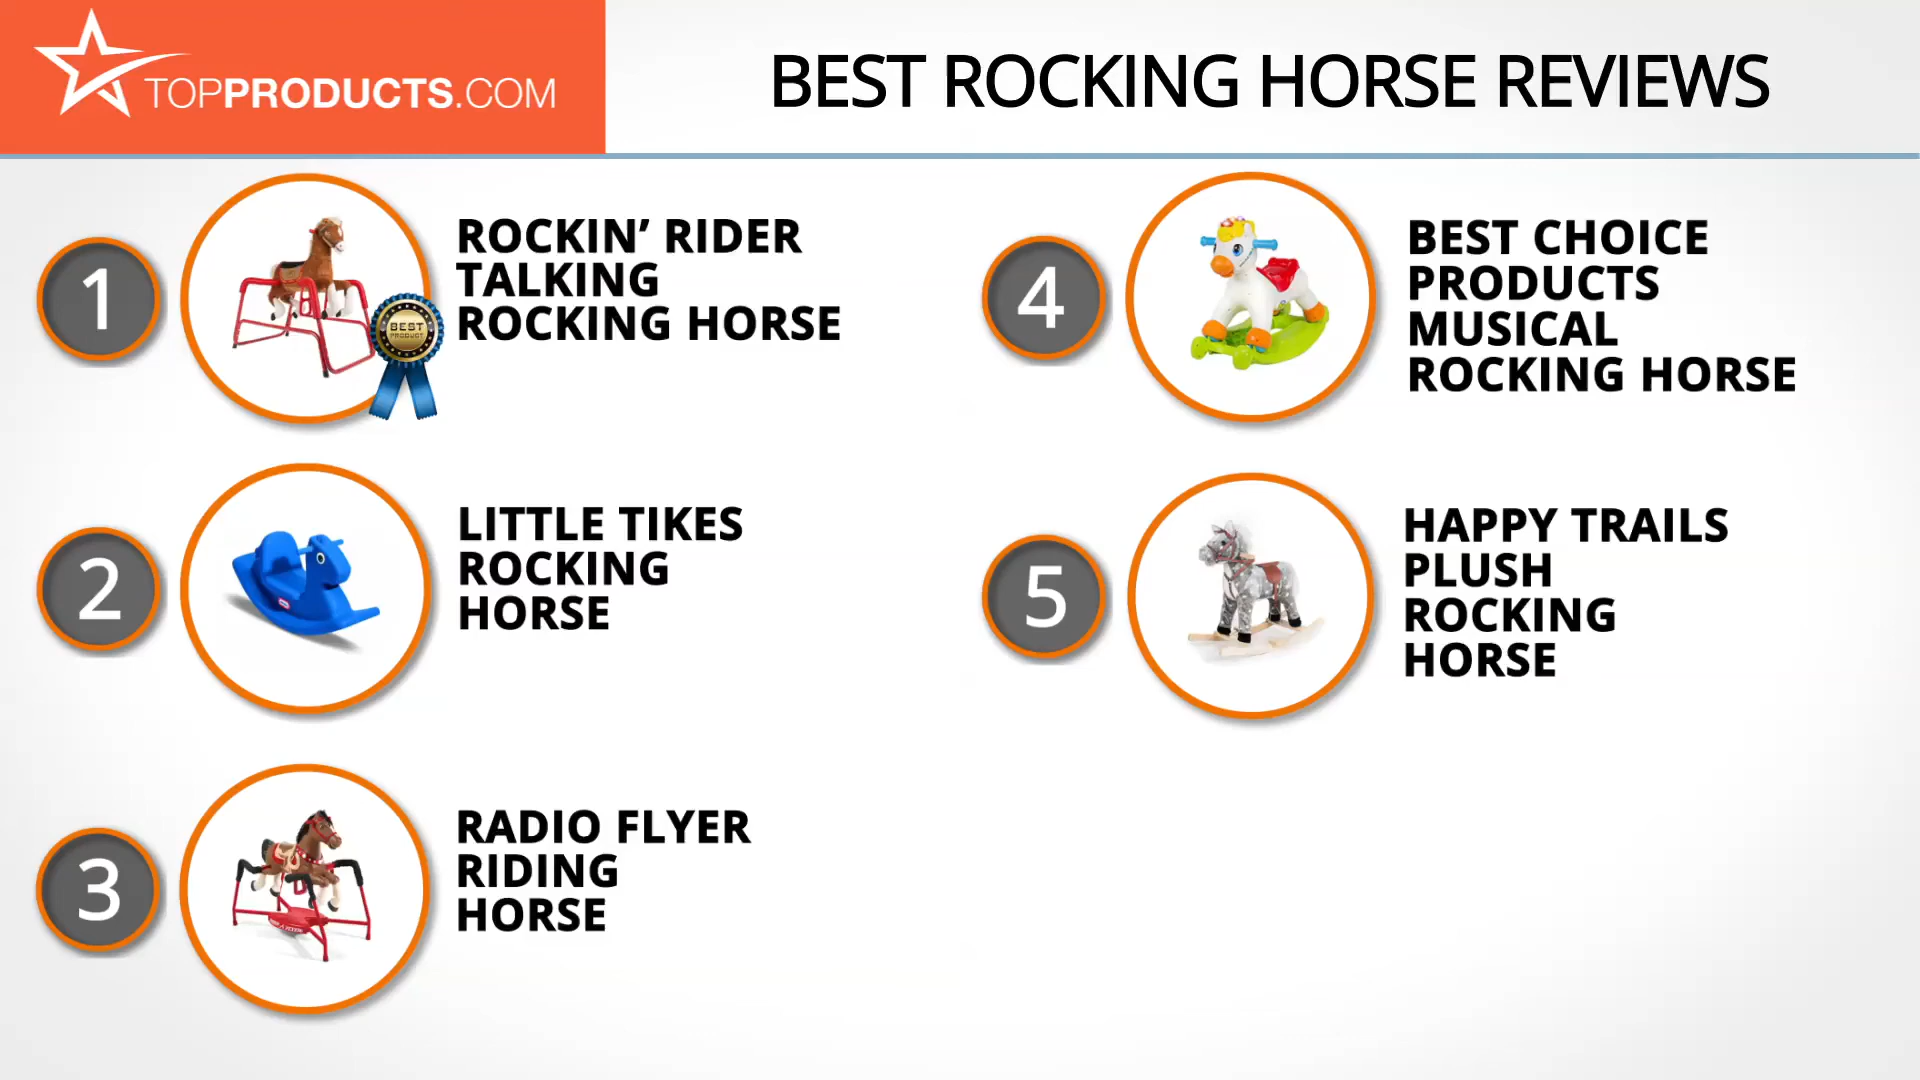 TOPPRODUCTS.COM
BEST ROCKING HORSE REVIEWS
1
ROCKIN’ RIDER
TALKING
ROCKING HORSE
BEST
PRODUCT
2
LITTLE TIKES
ROCKING
HORSE
3
RADIO FLYER
RIDING
HORSE
4
BEST CHOICE
PRODUCTS
MUSICAL
ROCKING HORSE
5
HAPPY TRAILS
PLUSH
ROCKING
HORSE